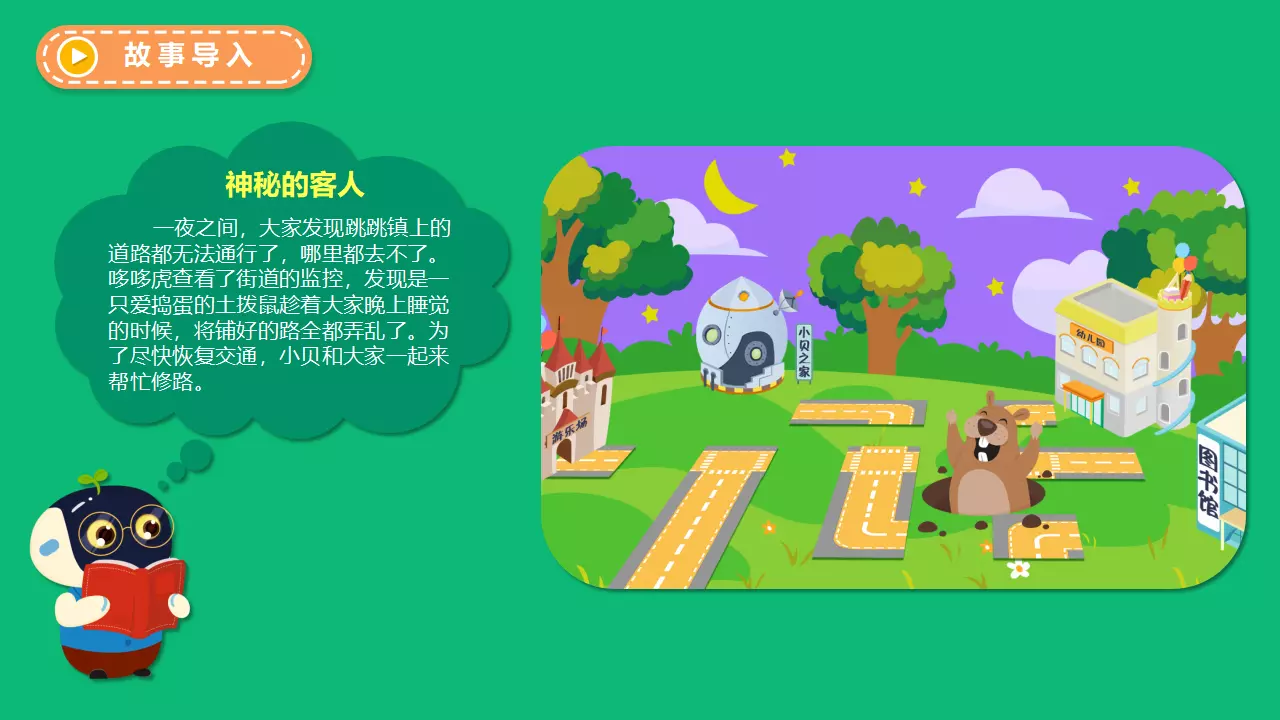 故事导入
神秘的客人
一夜之间，大家发现跳跳镇上的
道路都无法通行了，哪里都去不了。
哆哆虎查看了街道的监控，发现是一
只爱捣蛋的土拨鼠趁着大家晚上睡觉
的时候，将铺好的路全都弄乱了。为
了尽快恢复交通，小贝和大家一起来
帮忙修路。
小贝之家
幼儿园
游乐场
图书馆